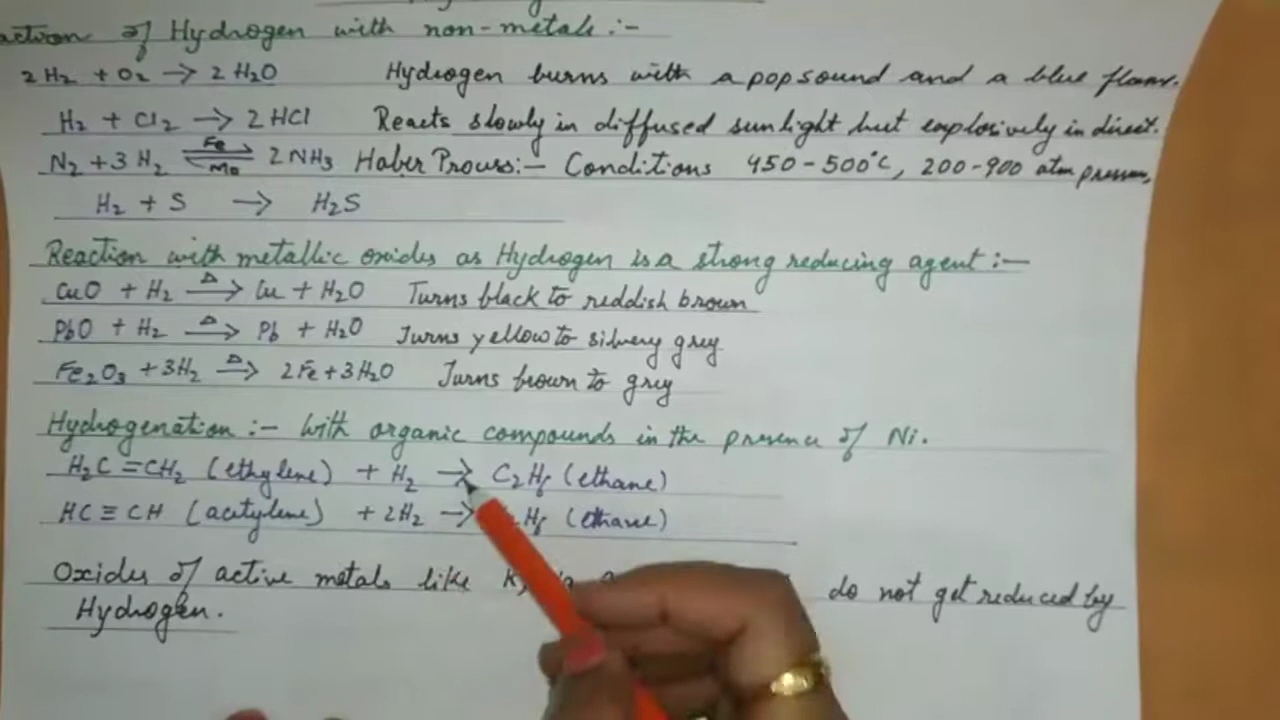 of Hydrogen with non-metals:-
2H₂ + O₂ → 2H₂O Hydrogen burns with a pop sound and a blue flame.
H₂ + Cl₂ → 2HCl Reacts slowly in diffused sunlight but explosively in direct.
N₂ + 3H₂ Fe ⇌ Mo 2NH₃ Haber Process:- Conditions 450-500°C, 200-900 atm pressure,
H₂ + S → H₂S
Reaction with metallic oxides as Hydrogen is a strong reducing agent:-
CuO + H₂ △→ Cu + H₂O Turns black to reddish brown
PbO + H₂ △→ Pb + H₂O Turns yellow to silvery grey
Fe₂O₃ + 3H₂ △→ 2Fe + 3H₂O Turns brown to grey
Hydrogenation:- With organic compounds in the presence of Ni.
H₂C = CH₂ (ethylene) + H₂ → C₂H₆ (ethane)
HC ≡ CH (acetylene) + 2H₂ → H₆ (ethane)
Oxides of active metals like K, do not get reduced by
Hydrogen.